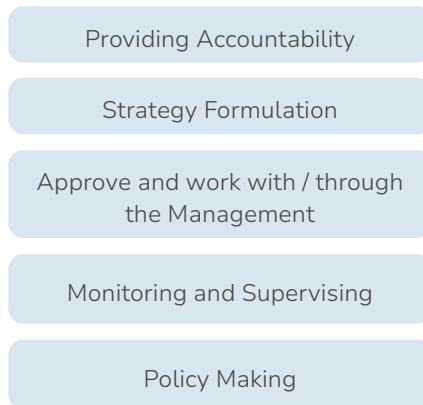 Providing Accountability
Strategy Formulation
Approve and work with / through
the Management
Monitoring and Supervising
Policy Making